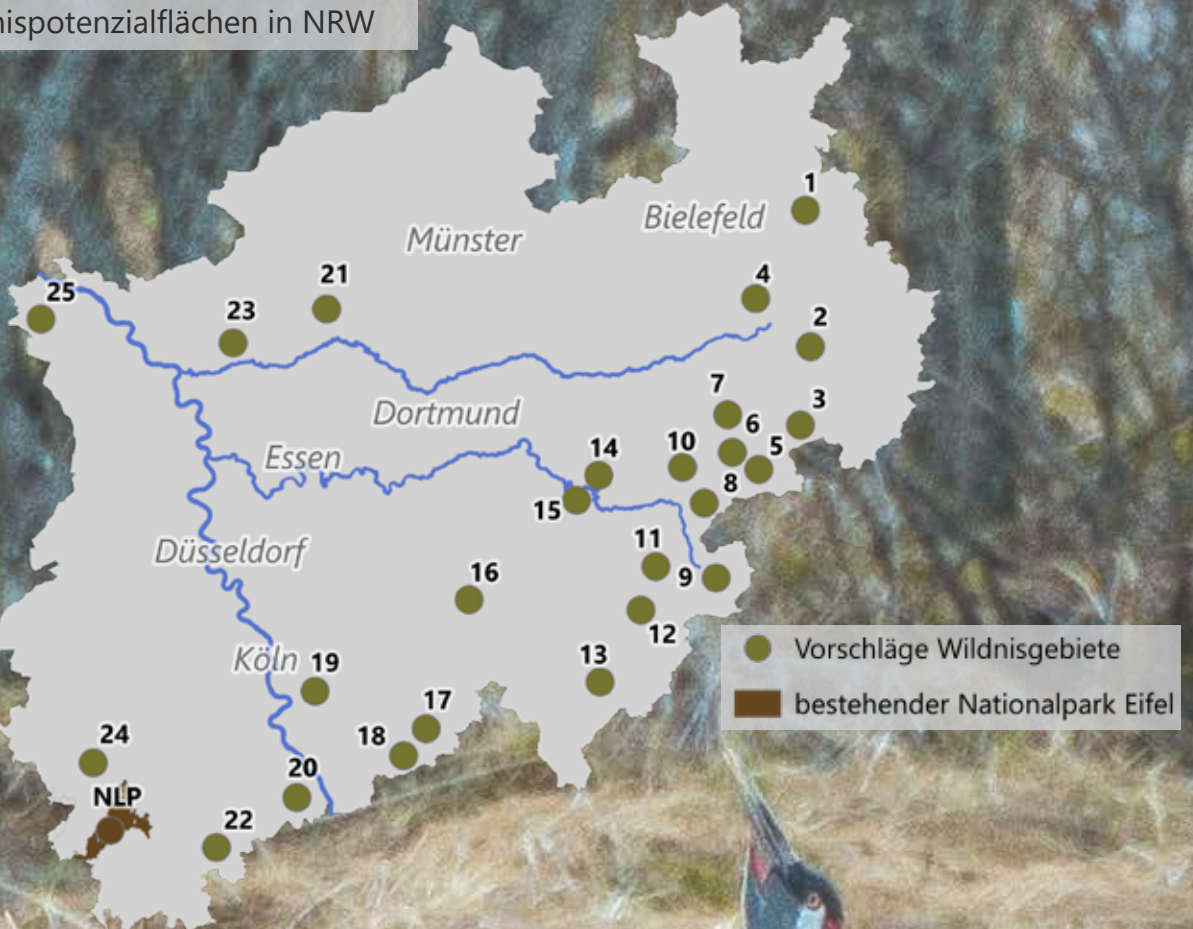 nispotenzialflächen in NRW
1
Bielefeld
Münster
4
21
25
23
2
7
3
Dortmund
6
14
10
5
Essen
8
15
11
Düsseldorf
16
9
12
Köln
19
13
Vorschläge Wildnisgebiete
17
bestehender Nationalpark Eifel
24
18
20
NLP
22